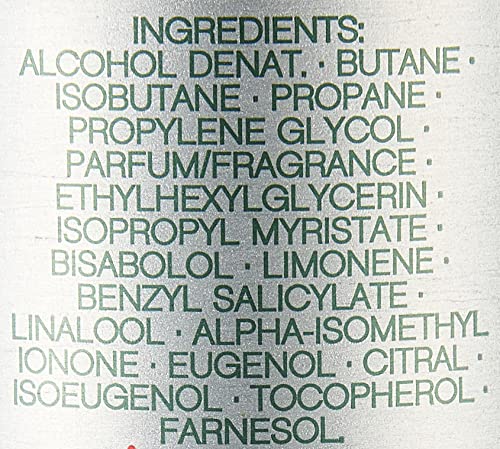 INGREDIENTS:
ALCOHOL DENAT. · BUTANE ·
ISOBUTANE · PROPANE ·
PROPYLENE GLYCOL ·
PARFUM/FRAGRANCE ·
ETHYLHEXYLGLYCERIN ·
ISOPROPYL MYRISTATE ·
BISABOLOL · LIMONENE ·
BENZYL SALICYLATE ·
LINALOOL · ALPHA-ISOMETHYL
IONONE · EUGENOL · CITRAL ·
ISOEUGENOL · TOCOPHEROL ·
FARNESOL.